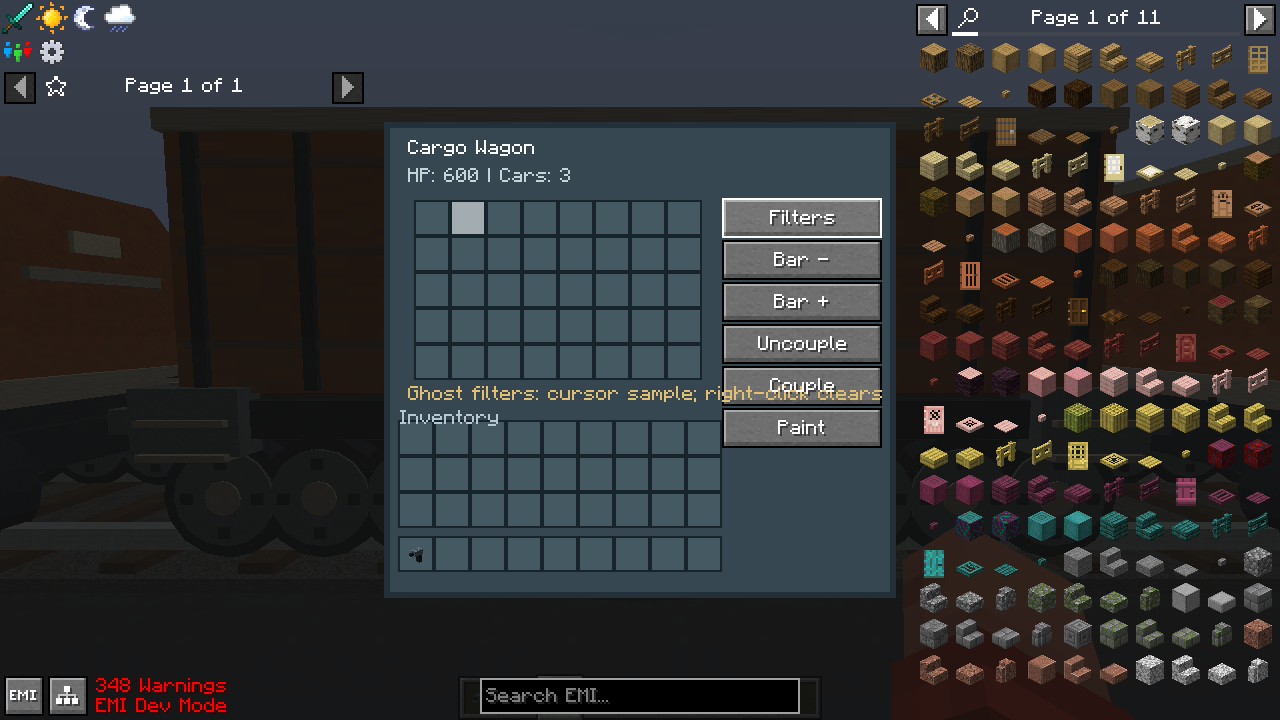 Page 1 of 11
Page 1 of 1
Cargo Wagon
HP: 600 | Cars: 3
Filters
Bar -
Bar +
Uncouple
Couple
Ghost filters: cursor sample; right-click clears
Inventory
Paint
EMI
348 Warnings
EMI Dev Mode
Search EMI...